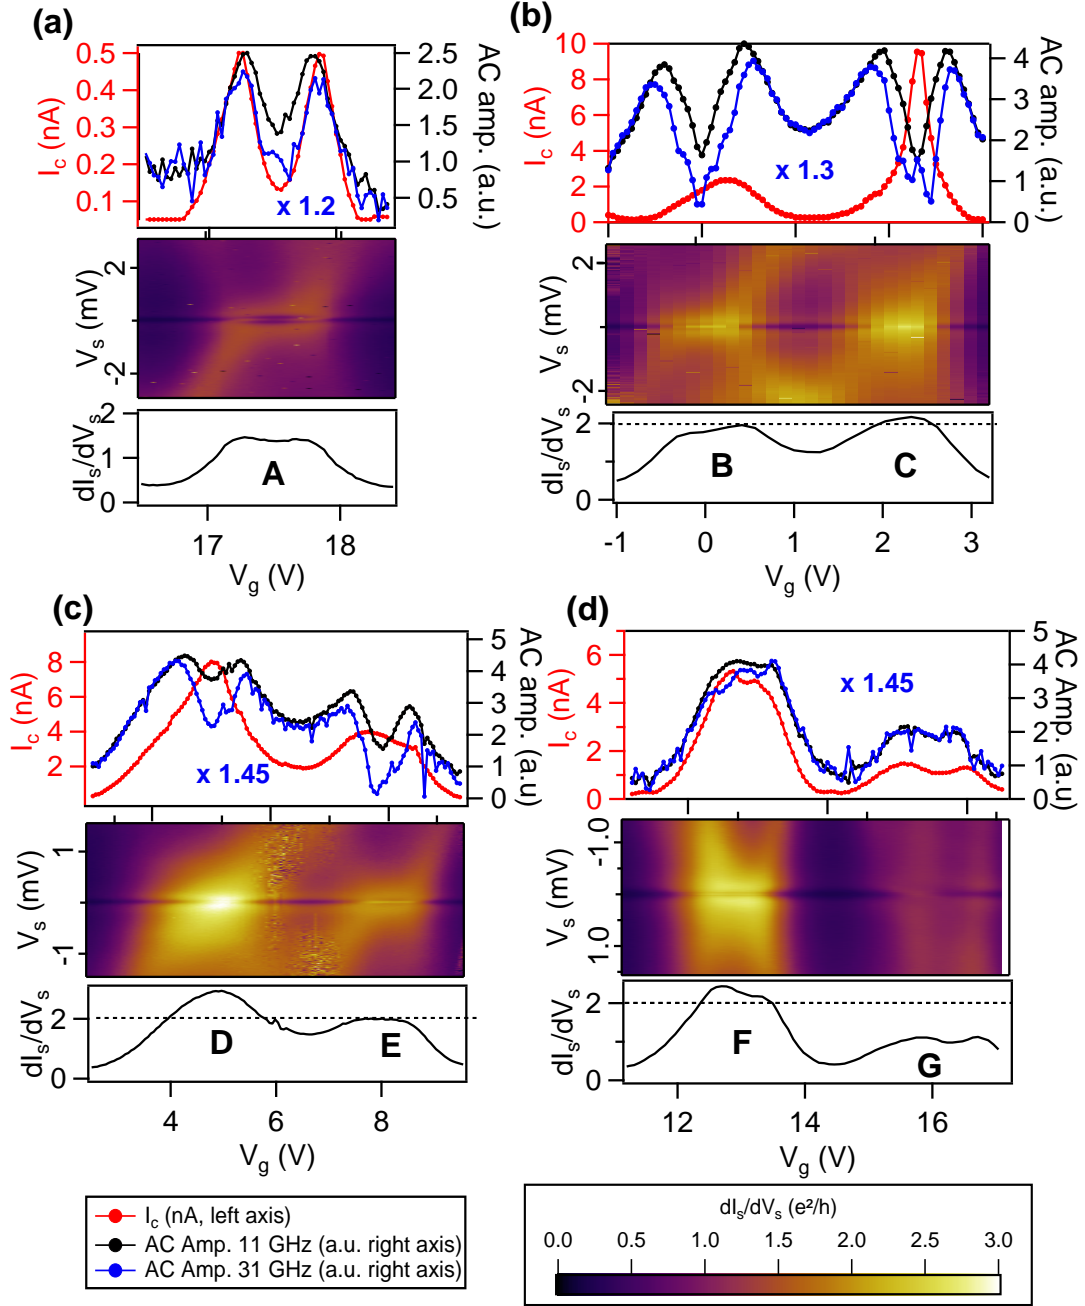 (a)
0.5
0.4
0.3
0.2
0.1
I_c (nA)
2.5
2.0
1.5
1.0
0.5
AC amp. (a.u.)
x 1.2
2
-2
V_s (mV)
2
0
dI_s/dV_s
A
17
18
V_g (V)
(b)
10
8
6
4
2
0
I_c (nA)
4
3
2
1
0
AC amp. (a.u.)
x 1.3
2
0
-2
V_s (mV)
2
0
dI_s/dV_s
B
C
-1
0
1
2
3
V_g (V)
(c)
8
6
4
2
I_c (nA)
5
4
3
2
1
0
AC amp. (a.u)
x 1.45
1
-1
V_s (mV)
2
0
dI_s/dV_s
D
E
4
6
8
V_g (V)
(d)
6
4
2
0
I_c (nA)
5
4
3
2
1
0
AC Amp. (a.u)
x 1.45
-1.0
1.0
V_s (mV)
2
0
dI_s/dV_s
F
G
12
14
16
V_g (V)
I_c (nA, left axis)
AC Amp. 11 GHz (a.u. right axis)
AC Amp. 31 GHz (a.u. right axis)
dI_s/dV_s (e²/h)
0.0 0.5 1.0 1.5 2.0 2.5 3.0